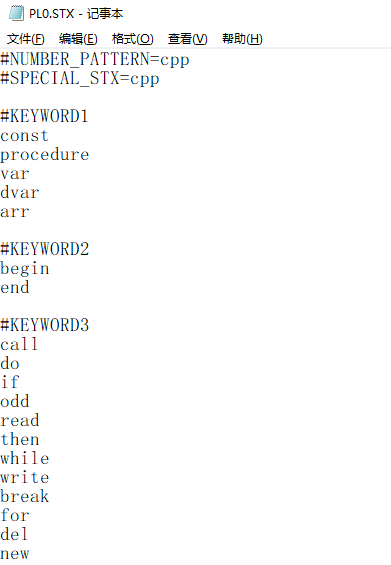 PL0.STX - 记事本
文件(F) 编辑(E) 格式(O) 查看(V) 帮助(H)
#NUMBER_PATTERN=cpp
#SPECIAL_STX=cpp
#KEYWORD1
const
procedure
var
dvar
arr
#KEYWORD2
begin
end
#KEYWORD3
call
do
if
odd
read
then
while
write
break
for
del
new